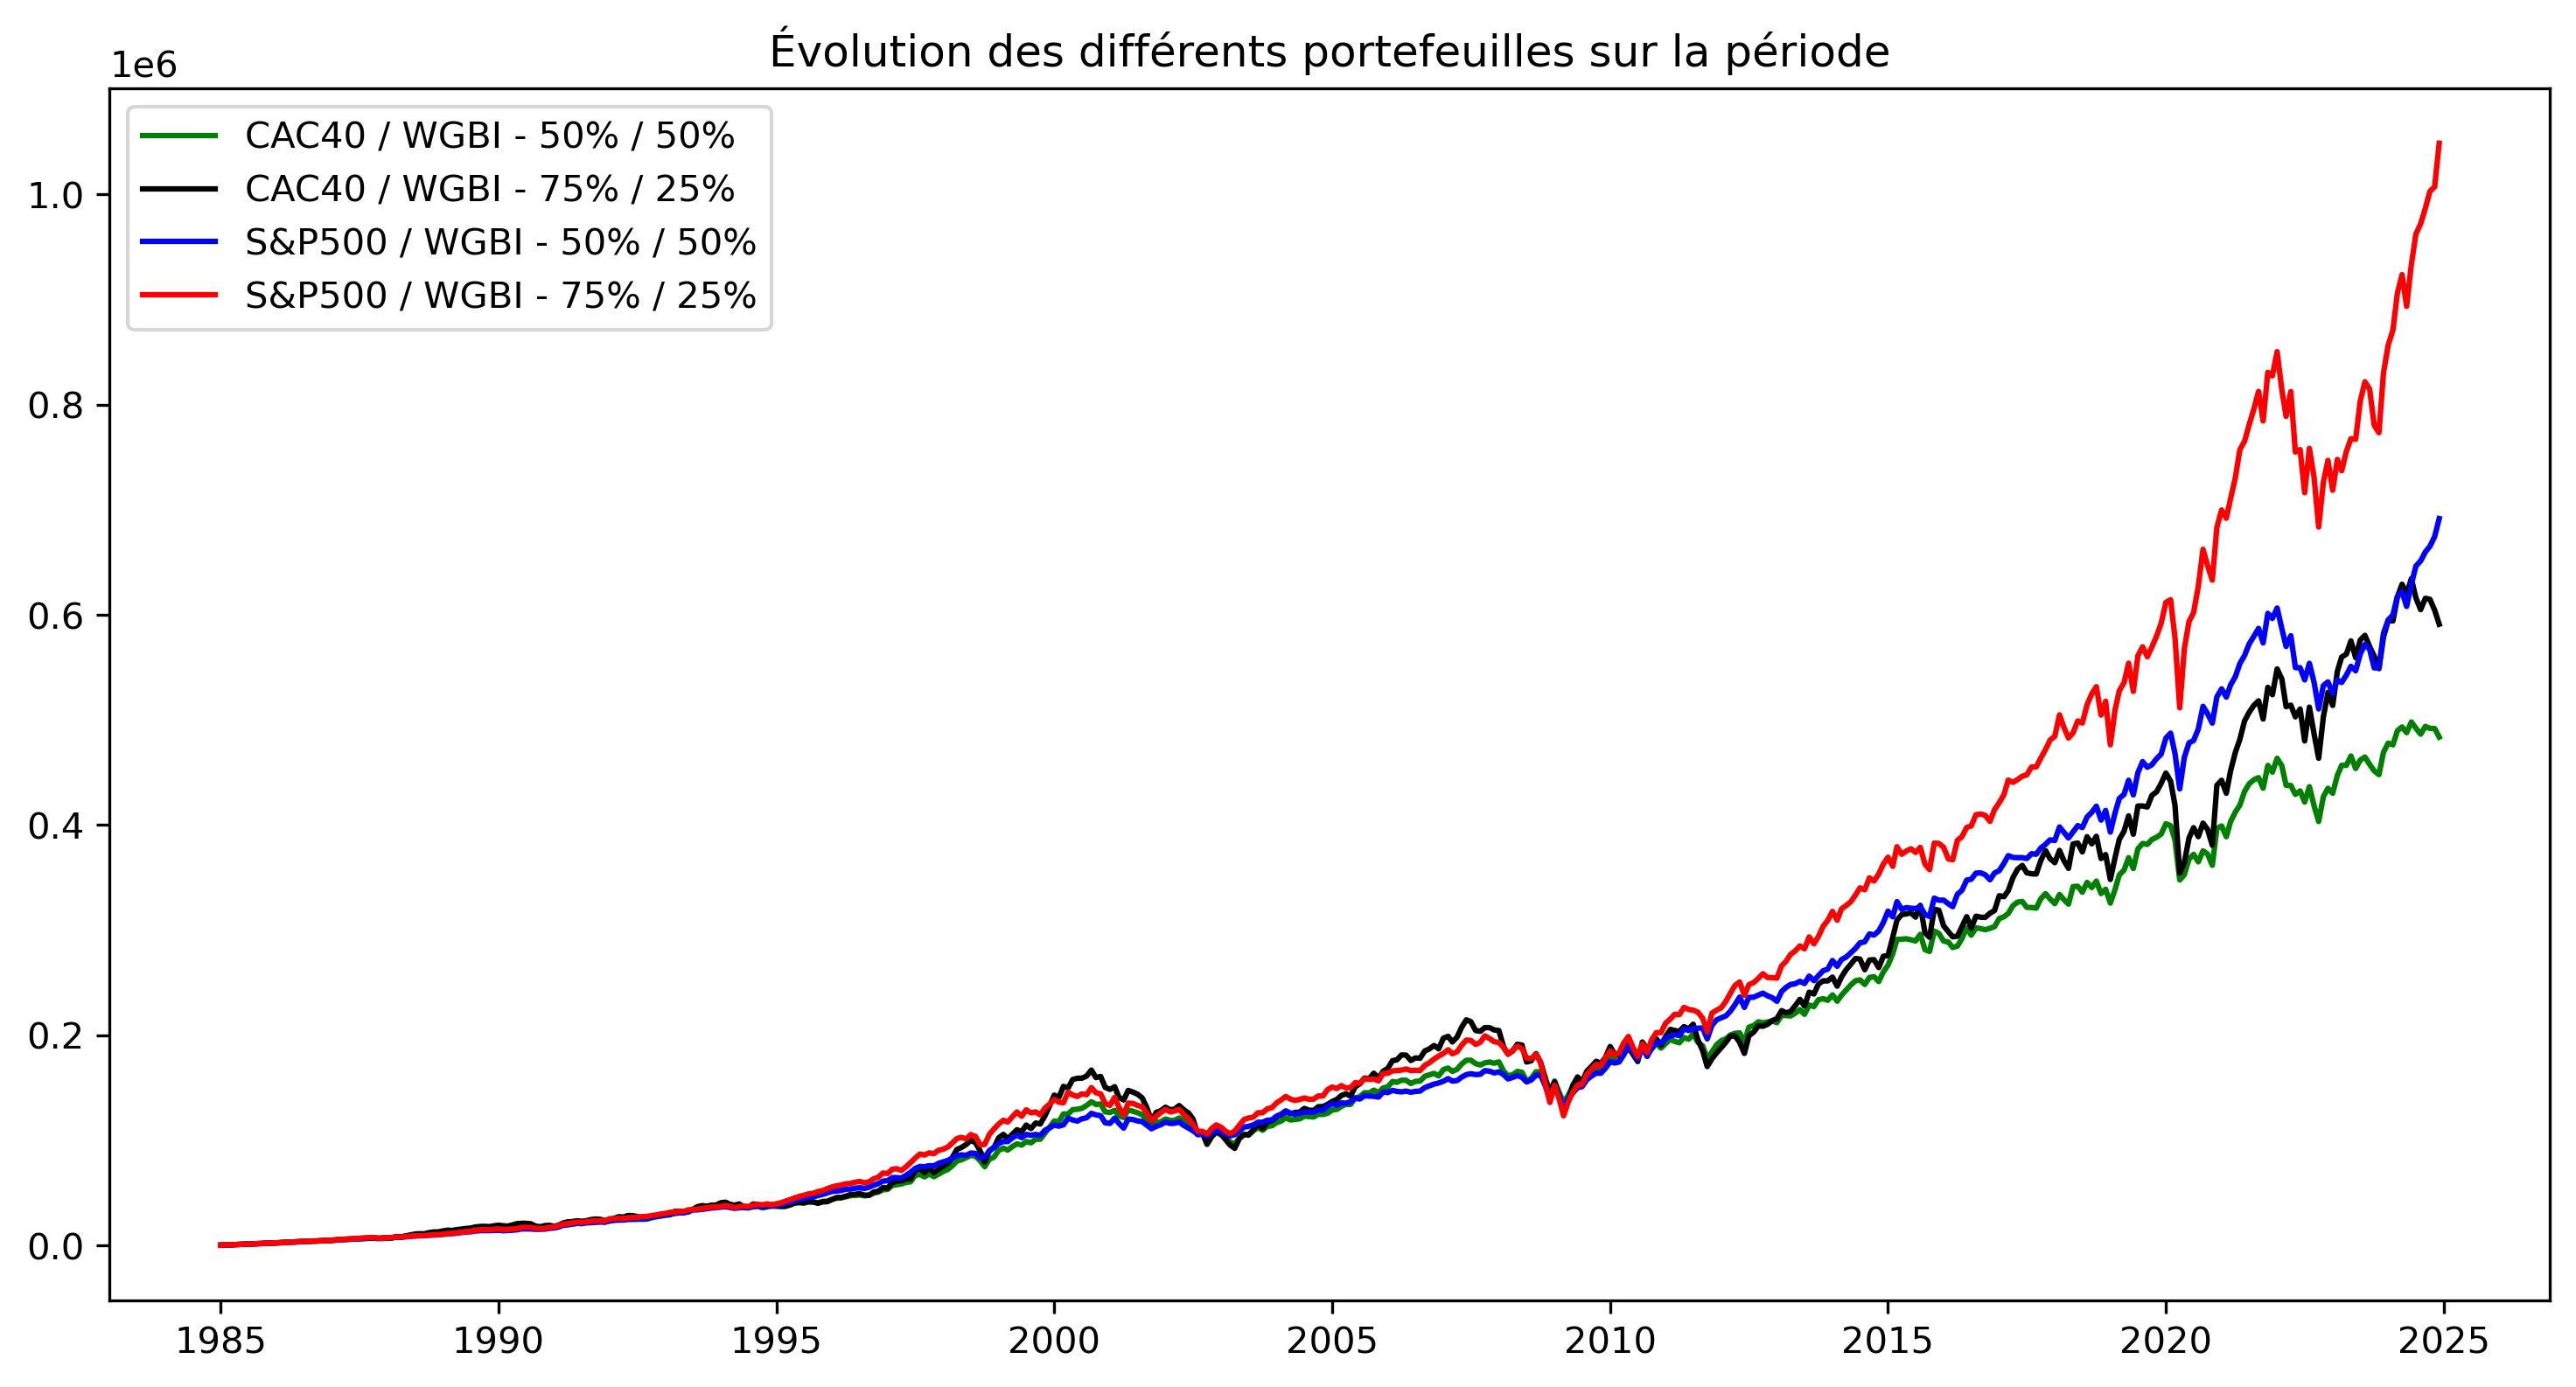 Évolution des différents portefeuilles sur la période
1e6
CAC40 / WGBI - 50% / 50%
CAC40 / WGBI - 75% / 25%
S&P500 / WGBI - 50% / 50%
S&P500 / WGBI - 75% / 25%
1.0
0.8
0.6
0.4
0.2
0.0
1985 1990 1995 2000 2005 2010 2015 2020 2025